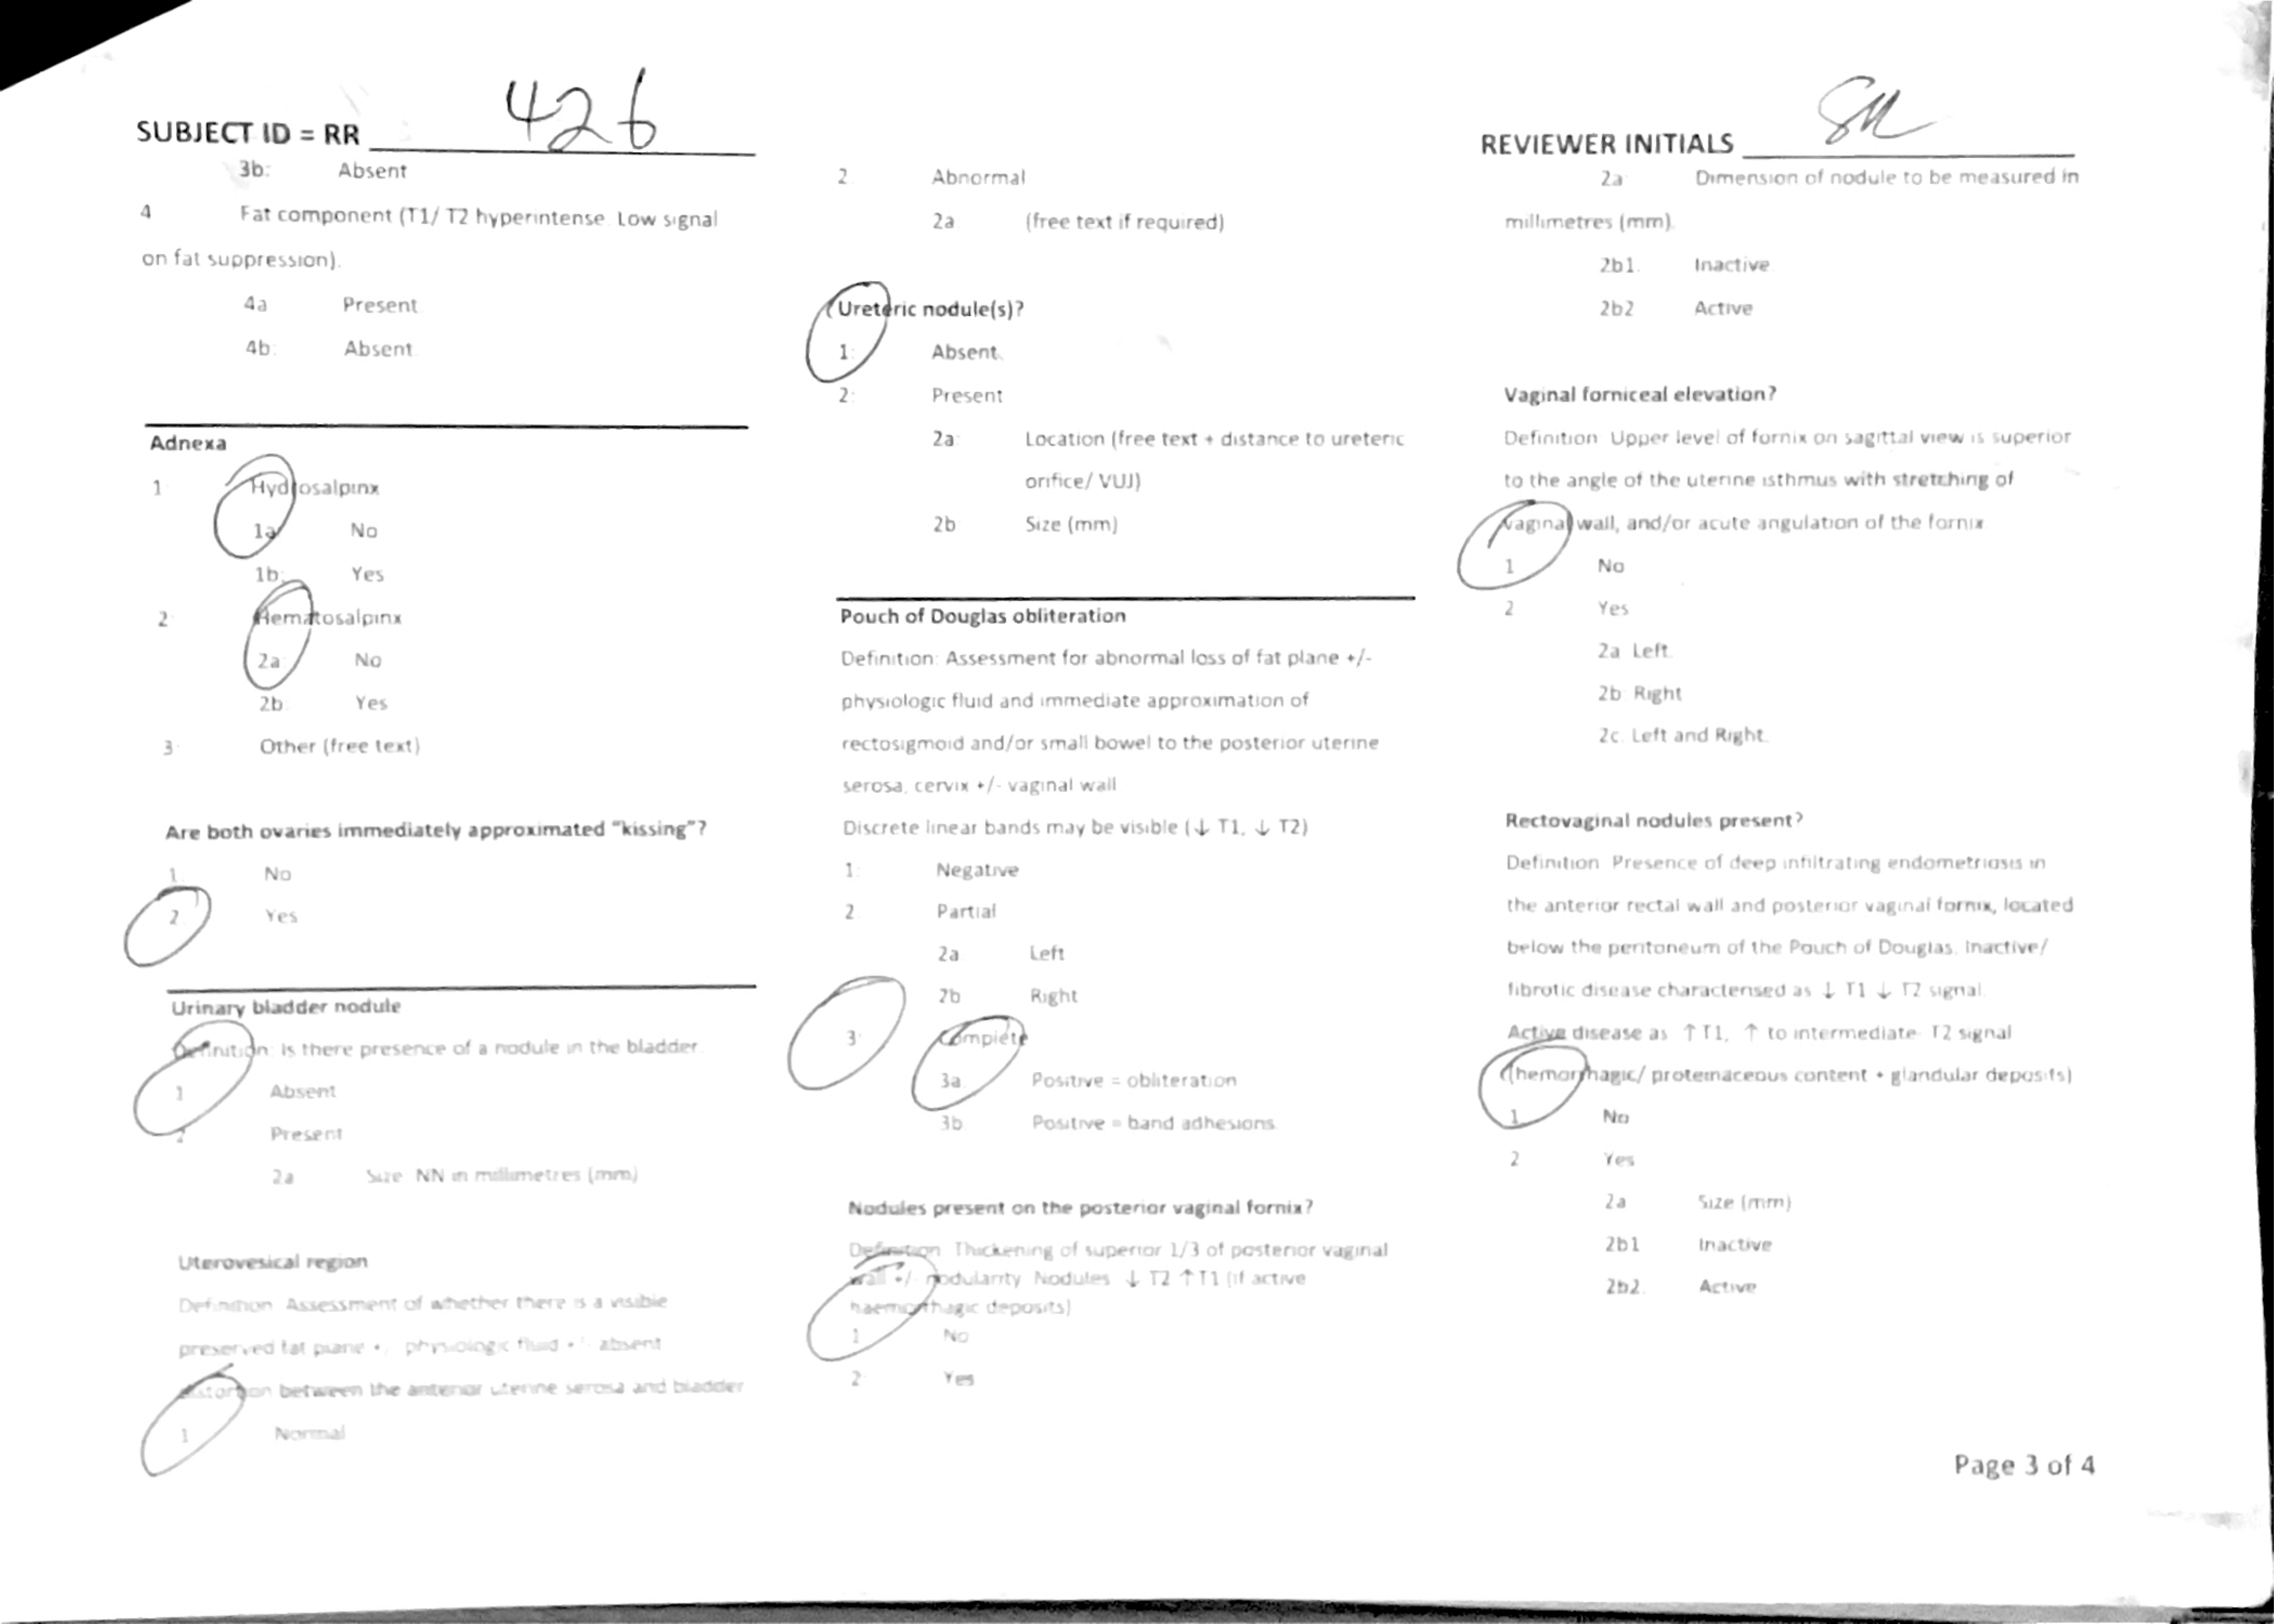 SUBJECT ID = RR 426
REVIEWER INITIALS
3b: Absent
4 Fat component (T1/ T2 hyperintense. Low signal
on fat suppression).
4a Present
4b: Absent
Adnexa
1 Hydrosalpinx
1a No
1b: Yes
2: Hematosalpinx
2a: No
2b: Yes
3: Other (free text)
Are both ovaries immediately approximated "kissing"?
1. No
2. Yes
Urinary bladder nodule
Definition: Is there presence of a nodule in the bladder.
1 Absent
2 Present
2a Size NN in millimetres (mm)
Uterovesical region
Definition Assessment of whether there is a visible
preserved fat plane +/- physiologic fluid +/- absent
distortion between the anterior uterine serosa and bladder
1 Normal
2 Abnormal
2a (free text if required)
Ureteric nodule(s)?
1: Absent
2: Present
2a: Location (free text + distance to ureteric
orifice/ VUJ)
2b Size (mm)
Pouch of Douglas obliteration
Definition: Assessment for abnormal loss of fat plane +/-
physiologic fluid and immediate approximation of
rectosigmoid and/or small bowel to the posterior uterine
serosa, cervix +/- vaginal wall
Discrete linear bands may be visible (↓ T1, ↓ T2)
1: Negative
2 Partial
2a Left
2b Right
3: Complete
3a Positive = obliteration
3b Positive = band adhesions.
Nodules present on the posterior vaginal fornix?
Definition Thickening of superior 1/3 of posterior vaginal
wall +/- nodularity Nodules ↓ T2 ↑ T1 (if active
haemorrhagic deposits)
1 No
2: Yes
2a: Dimension of nodule to be measured in
millimetres (mm).
2b1. Inactive
2b2 Active
Vaginal forniceal elevation?
Definition Upper level of fornix on sagittal view is superior
to the angle of the uterine isthmus with stretching of
vaginal wall, and/or acute angulation of the fornix
1 No
2 Yes
2a Left.
2b Right
2c. Left and Right.
Rectovaginal nodules present?
Definition Presence of deep infiltrating endometriosis in
the anterior rectal wall and posterior vaginal fornix, located
below the peritoneum of the Pouch of Douglas. Inactive/
fibrotic disease characterised as ↓ T1 ↓ T2 signal.
Active disease as ↑ T1, ↑ to intermediate T2 signal
(hemorrhagic/ proteinaceous content + glandular deposits)
1 No
2 Yes
2a Size (mm)
2b1 Inactive
2b2. Active
Page 3 of 4